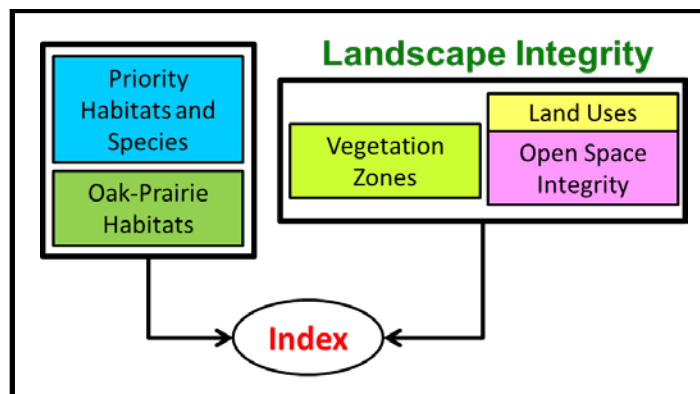 Priority
Habitats and
Species
Oak-Prairie
Habitats
Landscape Integrity
Vegetation
Zones
Land Uses
Open Space
Integrity
Index